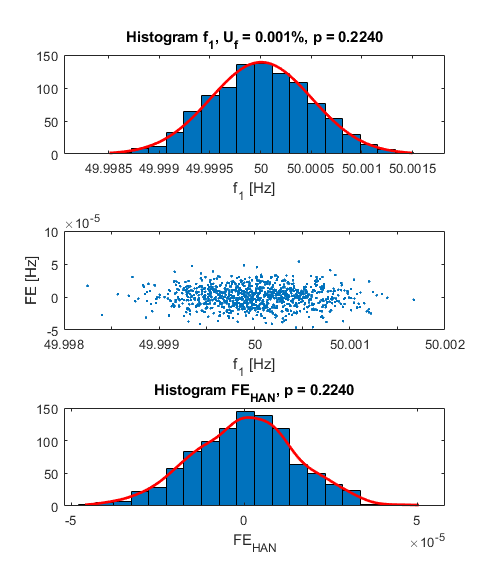 Histogram f1, Uf = 0.001%, p = 0.2240
150
100
50
0
49.9985 49.999 49.9995 50 50.0005 50.001 50.0015
f1 [Hz]
×10-5
10
5
0
-5
FE [Hz]
49.998 49.999 50 50.001 50.002
f1 [Hz]
Histogram FEHAN, p = 0.2240
150
100
50
0
-5 0 5
FEHAN
×10-5